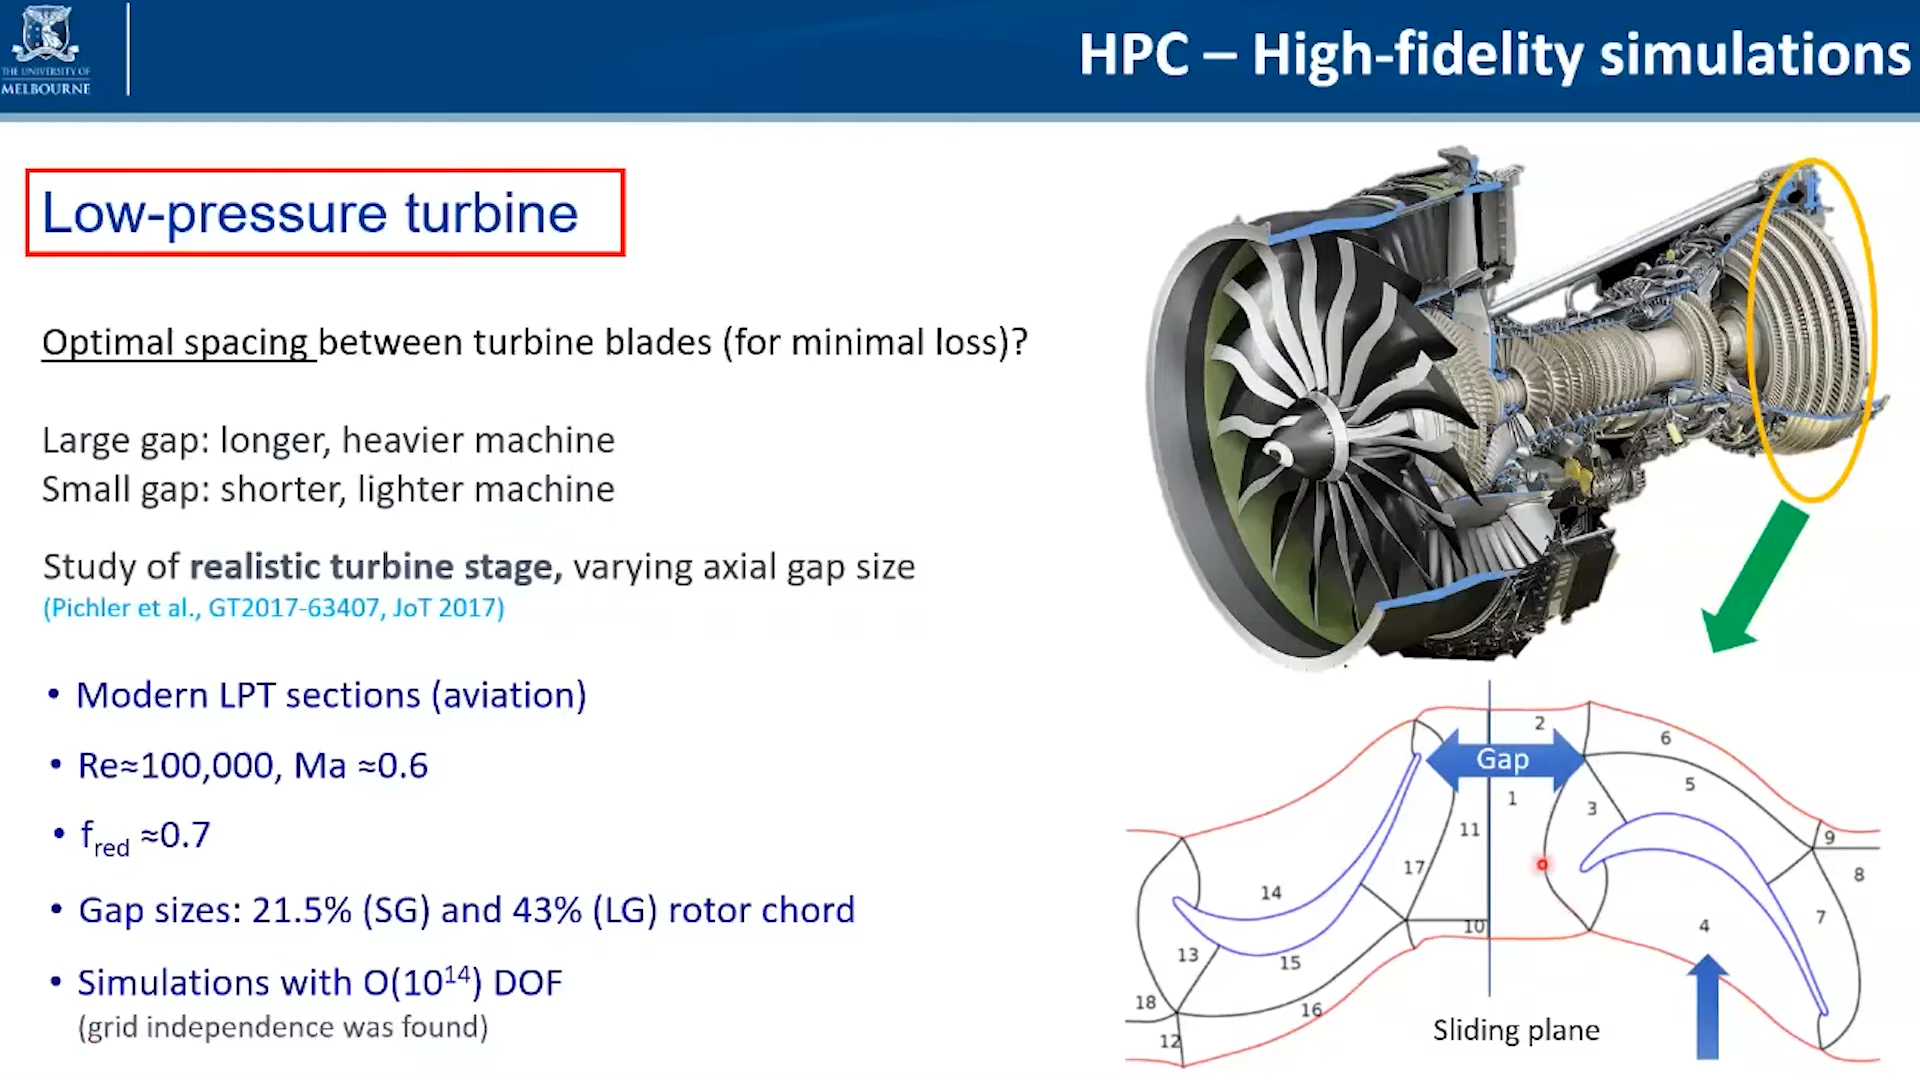 THE UNIVERSITY OF
MELBOURNE
HPC – High-fidelity simulations
Low-pressure turbine
Optimal spacing between turbine blades (for minimal loss)?
Large gap: longer, heavier machine
Small gap: shorter, lighter machine
Study of realistic turbine stage, varying axial gap size
(Pichler et al., GT2017-63407, JoT 2017)
• Modern LPT sections (aviation)
• Re≈100,000, Ma ≈0.6
• fred ≈0.7
• Gap sizes: 21.5% (SG) and 43% (LG) rotor chord
• Simulations with O(10¹⁴) DOF
(grid independence was found)
2
6
Gap
5
1
3
11
9
17
8
14
7
10
4
13
15
18
16
Sliding plane
12